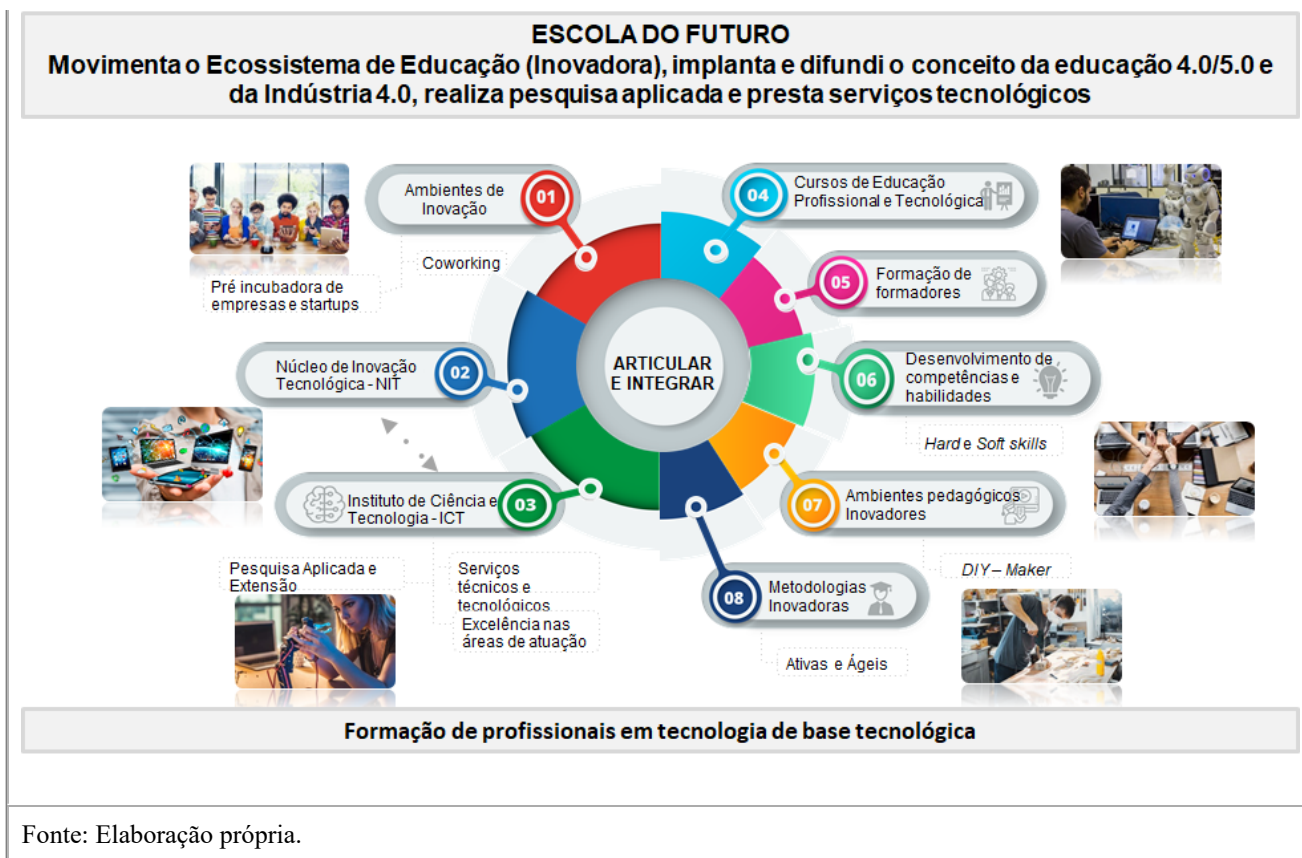 ESCOLA DO FUTURO
Movimenta o Ecossistema de Educação (Inovadora), implanta e difundi o conceito da educação 4.0/5.0 e
da Indústria 4.0, realiza pesquisa aplicada e presta serviços tecnológicos
Ambientes de
Inovação
01
Coworking
Pré incubadora de
empresas e startups
Núcleo de Inovação
Tecnológica - NIT
02
Instituto de Ciência e
Tecnologia - ICT
03
Pesquisa Aplicada e
Extensão
Serviços
técnicos e
tecnológicos
Excelência nas
áreas de atuação
ARTICULAR
E INTEGRAR
04
Cursos de Educação
Profissional e Tecnológica
05
Formação de
formadores
06
Desenvolvimento de
competências e
habilidades
Hard e Soft skills
07
Ambientes pedagógicos
Inovadores
DIY – Maker
08
Metodologias
Inovadoras
Ativas e Ágeis
Formação de profissionais em tecnologia de base tecnológica
Fonte: Elaboração própria.